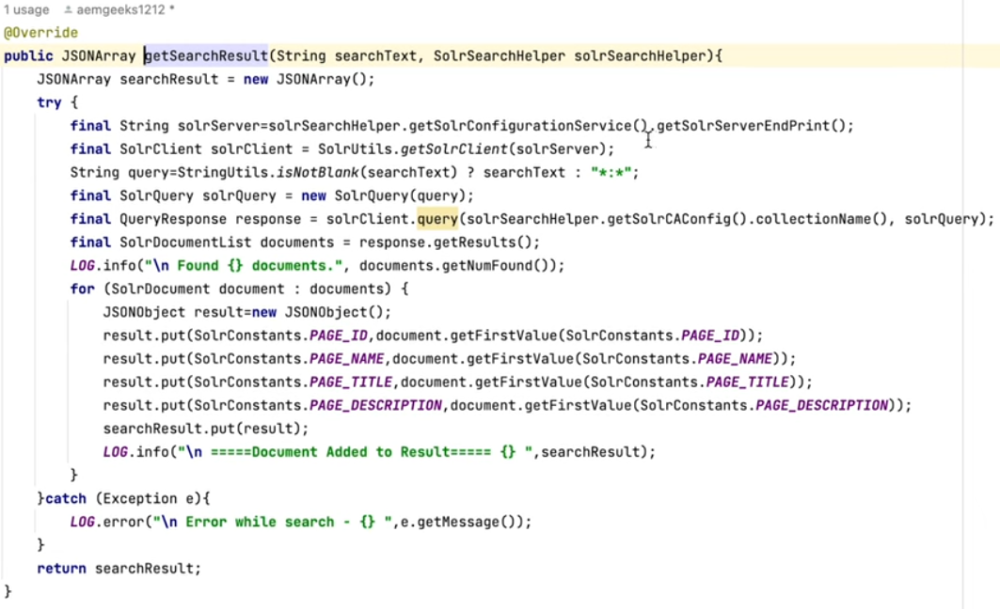 1 usage aemgeeks1212 *
@Override
public JSONArray getSearchResult(String searchText, SolrSearchHelper solrSearchHelper){
    JSONArray searchResult = new JSONArray();
    try {
        final String solrServer=solrSearchHelper.getSolrConfigurationService().getSolrServerEndPrint();
        final SolrClient solrClient = SolrUtils.getSolrClient(solrServer);
        String query=StringUtils.isNotBlank(searchText) ? searchText : "*:*";
        final SolrQuery solrQuery = new SolrQuery(query);
        final QueryResponse response = solrClient.query(solrSearchHelper.getSolrCAConfig().collectionName(), solrQuery);
        final SolrDocumentList documents = response.getResults();
        LOG.info("\n Found {} documents.", documents.getNumFound());
        for (SolrDocument document : documents) {
            JSONObject result=new JSONObject();
            result.put(SolrConstants.PAGE_ID,document.getFirstValue(SolrConstants.PAGE_ID));
            result.put(SolrConstants.PAGE_NAME,document.getFirstValue(SolrConstants.PAGE_NAME));
            result.put(SolrConstants.PAGE_TITLE,document.getFirstValue(SolrConstants.PAGE_TITLE));
            result.put(SolrConstants.PAGE_DESCRIPTION,document.getFirstValue(SolrConstants.PAGE_DESCRIPTION));
            searchResult.put(result);
            LOG.info("\n =====Document Added to Result===== {} ",searchResult);
        }
    }catch (Exception e){
        LOG.error("\n Error while search - {} ",e.getMessage());
    }
    return searchResult;
}